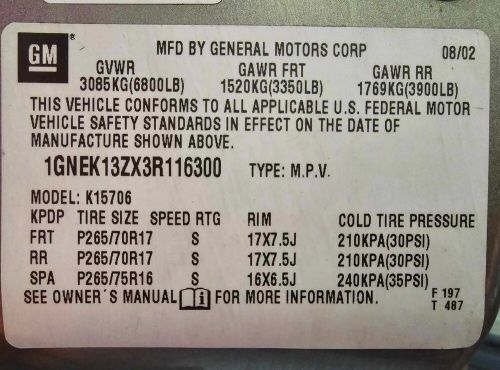 GM
MFD BY GENERAL MOTORS CORP 08/02
GVWR GAWR FRT GAWR RR
3085KG(6800LB) 1520KG(3350LB) 1769KG(3900LB)
THIS VEHICLE CONFORMS TO ALL APPLICABLE U.S. FEDERAL MOTOR
VEHICLE SAFETY STANDARDS IN EFFECT ON THE DATE OF
MANUFACTURE SHOWN ABOVE.
1GNEK13ZX3R116300 TYPE: M.P.V.
MODEL: K15706
KPDP TIRE SIZE SPEED RTG RIM COLD TIRE PRESSURE
FRT P265/70R17 S 17X7.5J 210KPA(30PSI)
RR P265/70R17 S 17X7.5J 210KPA(30PSI)
SPA P265/75R16 S 16X6.5J 240KPA(35PSI)
SEE OWNER´S MANUAL FOR MORE INFORMATION. F 197
T 487